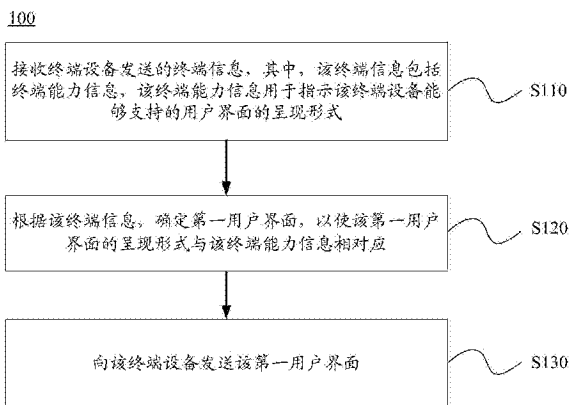 100
接收终端设备发送的终端信息，其中，该终端信息包括
终端能力信息，该终端能力信息用于指示该终端设备能
够支持的用户界面的呈现形式
S110
根据该终端信息，确定第一用户界面，以使该第一用户
界面的呈现形式与该终端能力信息相对应
S120
向该终端设备发送该第一用户界面
S130